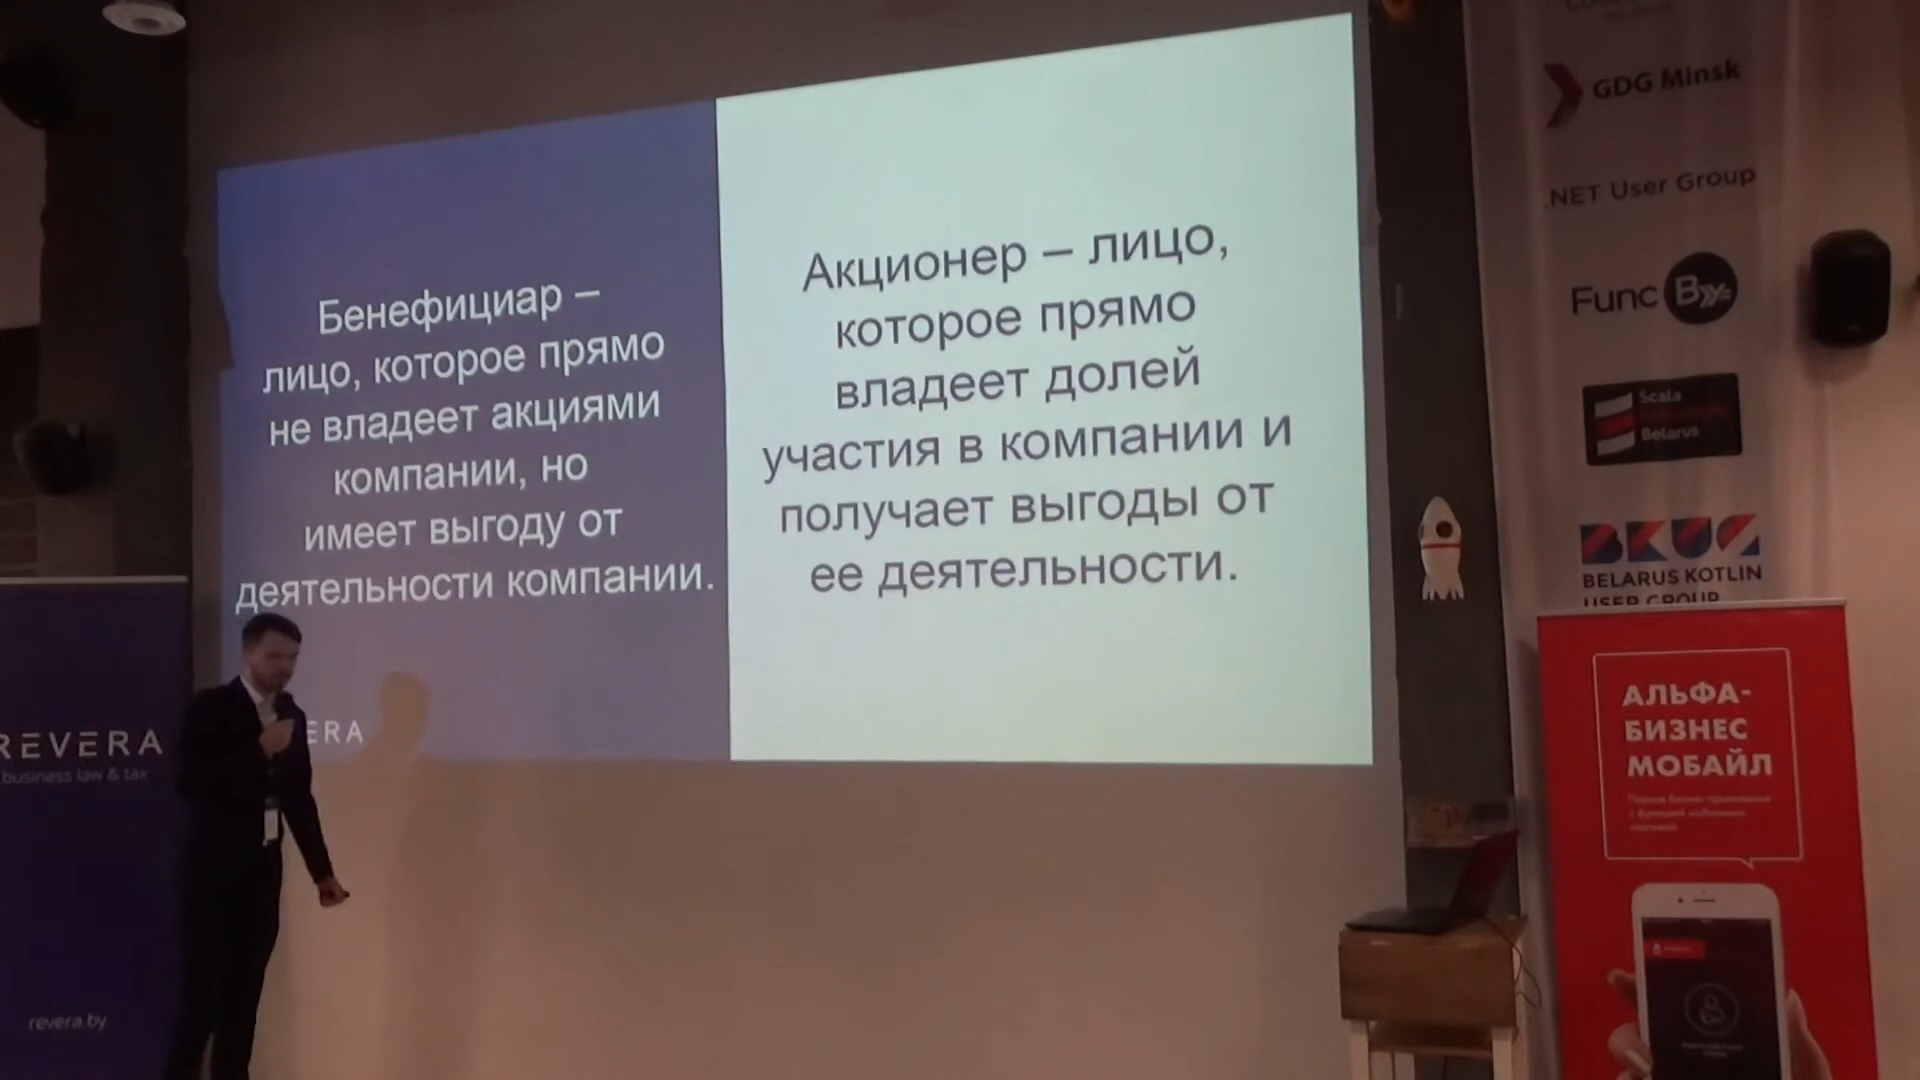 Бенефициар –
лицо, которое прямо
не владеет акциями
компании, но
имеет выгоду от
деятельности компании.
ERA
Акционер – лицо,
которое прямо
владеет долей
участия в компании и
получает выгоды от
ее деятельности.
REVERA
business law & tax
revera.by
GDG Minsk
.NET User Group
Func By
Scala
Belarus
BKUG
BELARUS KOTLIN
USER GROUP
АЛЬФА-
БИЗНЕС
МОБАЙЛ